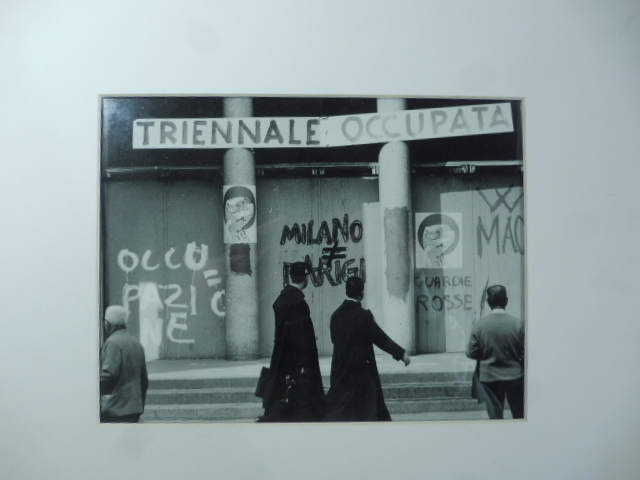 TRIENNALE OCCUPATA
MILANO
≠
PARIGI
OCCU=
PAZIO
NE
GUARDIE
ROSSE
W
MAO